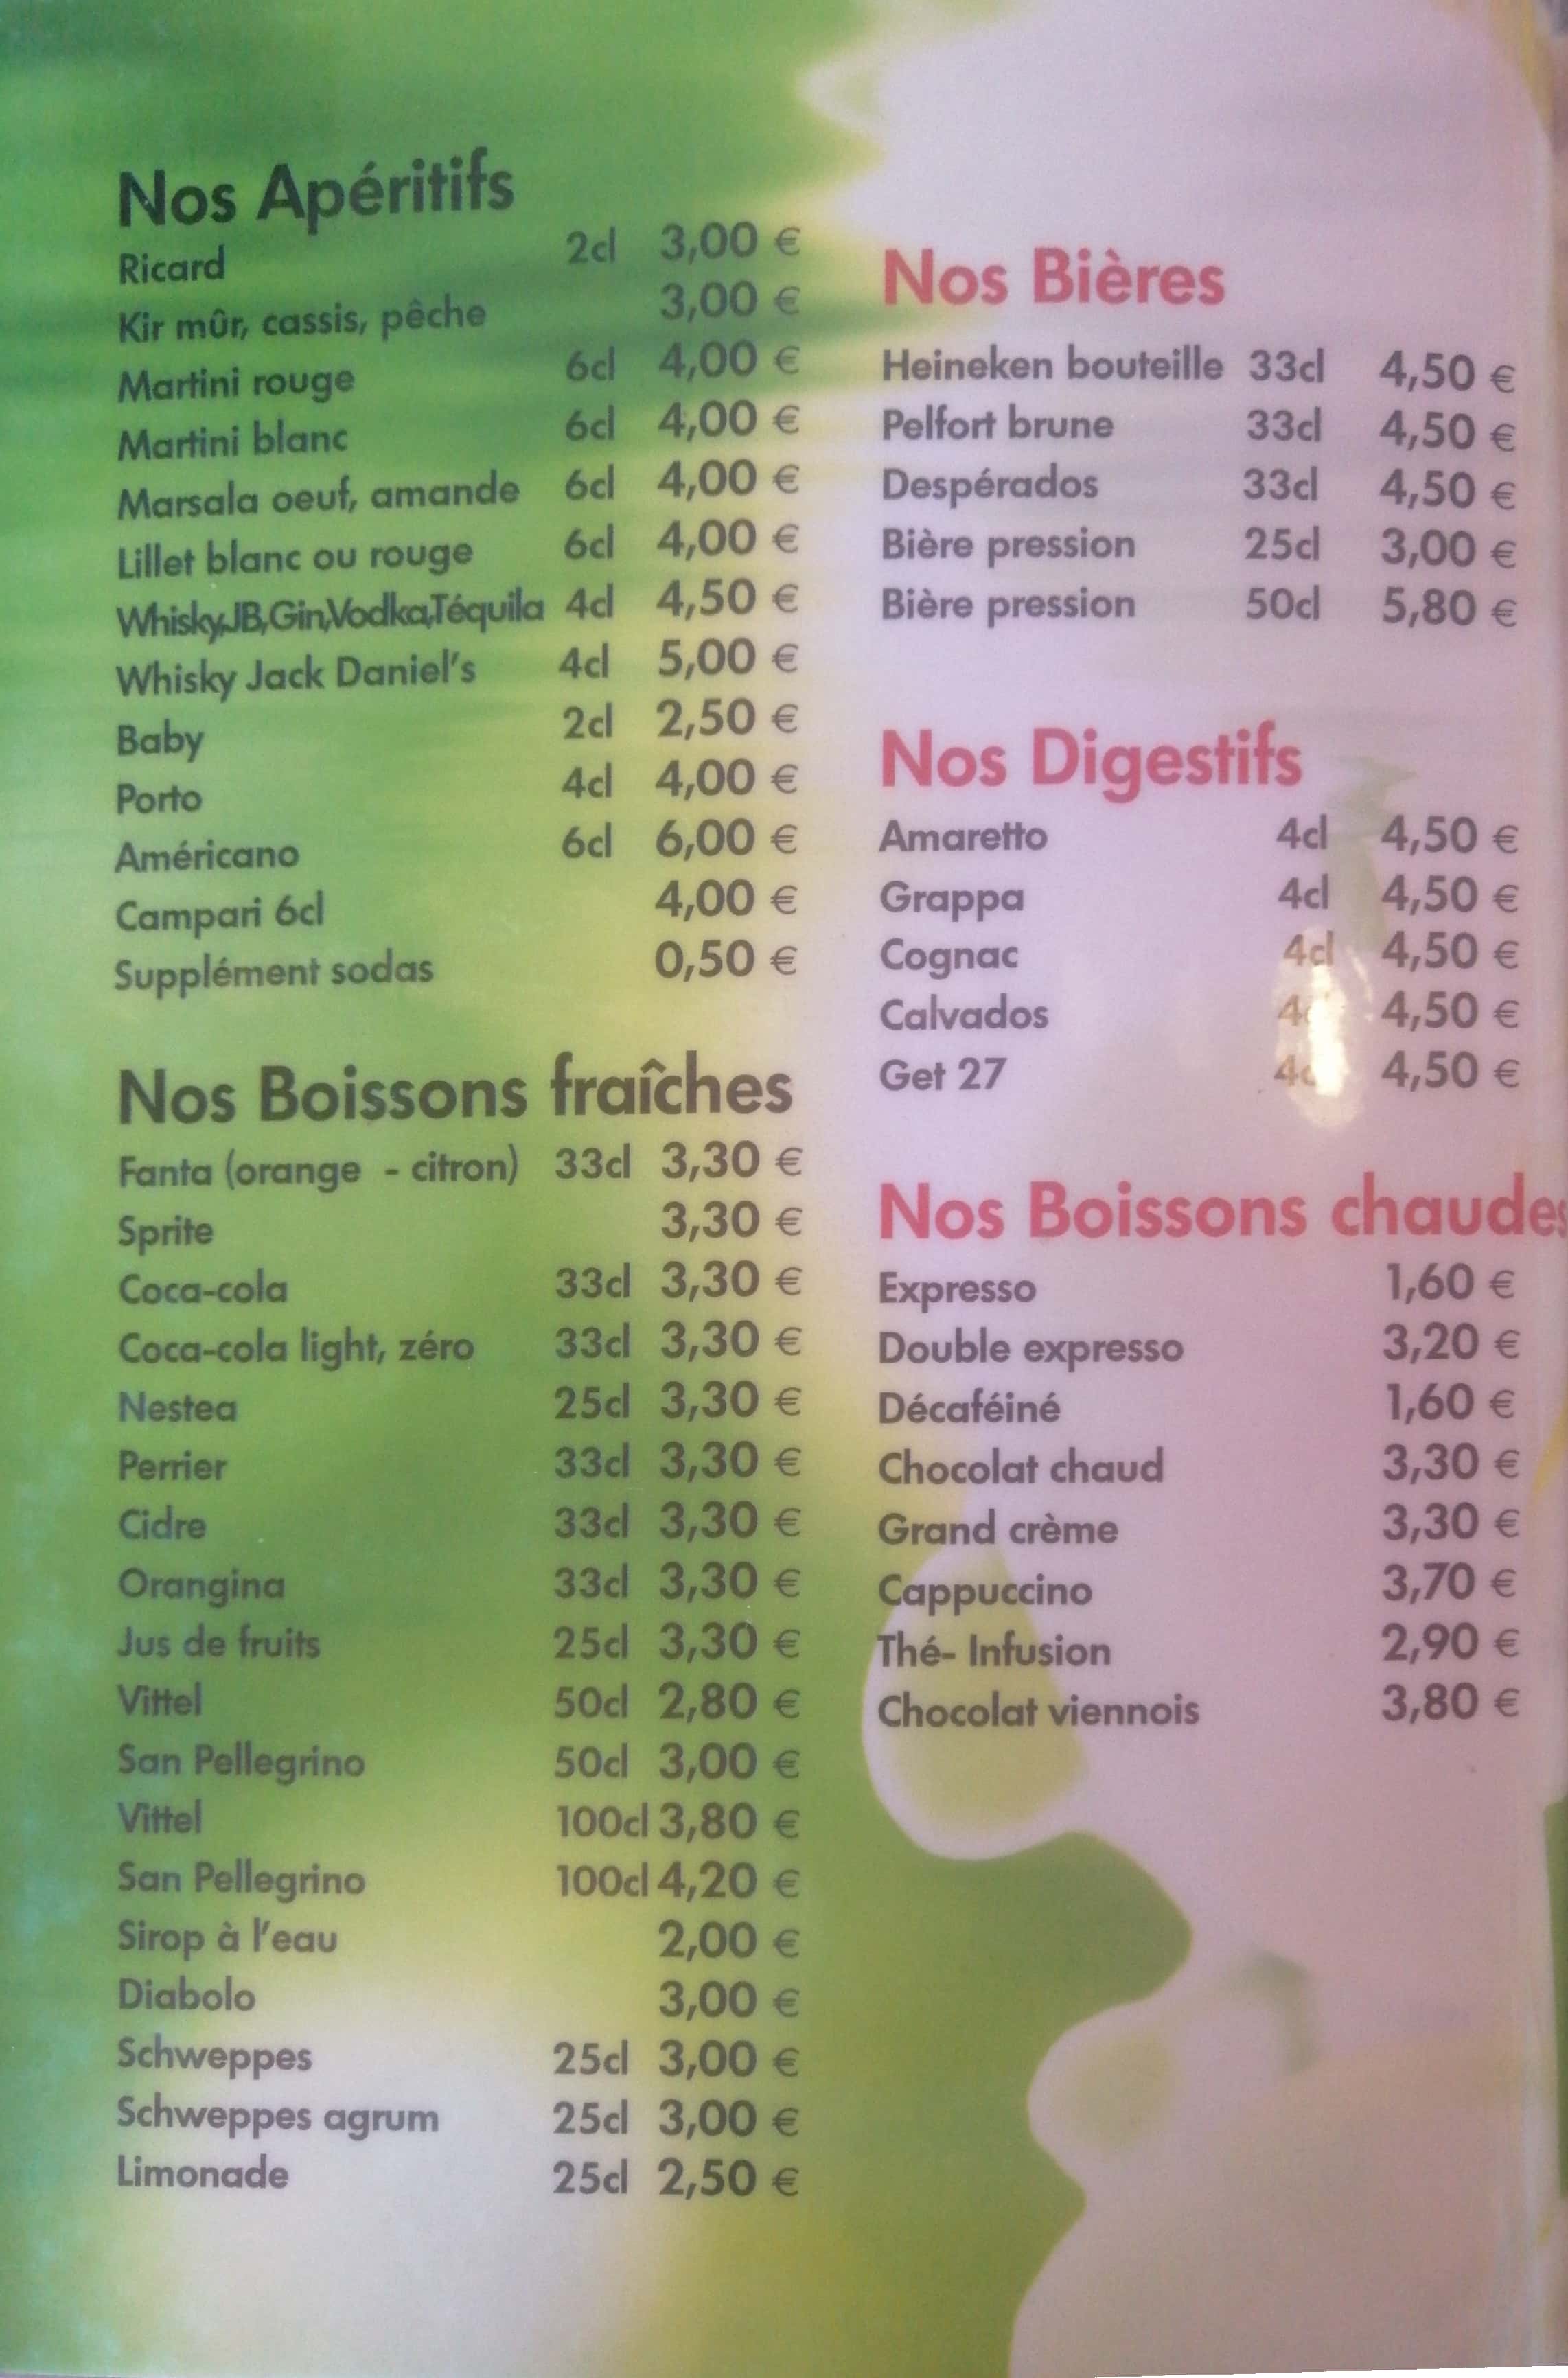 Nos Apéritifs
Ricard 2cl 3,00 €
Kir mûr, cassis, pêche 3,00 €
Martini rouge 6cl 4,00 €
Martini blanc 6cl 4,00 €
Marsala oeuf, amande 6cl 4,00 €
Lillet blanc ou rouge 6cl 4,00 €
Whisky,JB,Gin,Vodka,Téquila 4cl 4,50 €
Whisky Jack Daniel's 4cl 5,00 €
Baby 2cl 2,50 €
Porto 4cl 4,00 €
Américano 6cl 6,00 €
Campari 6cl 4,00 €
Supplément sodas 0,50 €
Nos Boissons fraîches
Fanta (orange - citron) 33cl 3,30 €
Sprite 3,30 €
Coca-cola 33cl 3,30 €
Coca-cola light, zéro 33cl 3,30 €
Nestea 25cl 3,30 €
Perrier 33cl 3,30 €
Cidre 33cl 3,30 €
Orangina 33cl 3,30 €
Jus de fruits 25cl 3,30 €
Vittel 50cl 2,80 €
San Pellegrino 50cl 3,00 €
Vittel 100cl 3,80 €
San Pellegrino 100cl 4,20 €
Sirop à l'eau 2,00 €
Diabolo 3,00 €
Schweppes 25cl 3,00 €
Schweppes agrum 25cl 3,00 €
Limonade 25cl 2,50 €
Nos Bières
Heineken bouteille 33cl 4,50 €
Pelfort brune 33cl 4,50 €
Despérados 33cl 4,50 €
Bière pression 25cl 3,00 €
Bière pression 50cl 5,80 €
Nos Digestifs
Amaretto 4cl 4,50 €
Grappa 4cl 4,50 €
Cognac 4cl 4,50 €
Calvados 4,50 €
Get 27 4,50 €
Nos Boissons chaudes
Expresso 1,60 €
Double expresso 3,20 €
Décaféiné 1,60 €
Chocolat chaud 3,30 €
Grand crème 3,30 €
Cappuccino 3,70 €
Thé- Infusion 2,90 €
Chocolat viennois 3,80 €